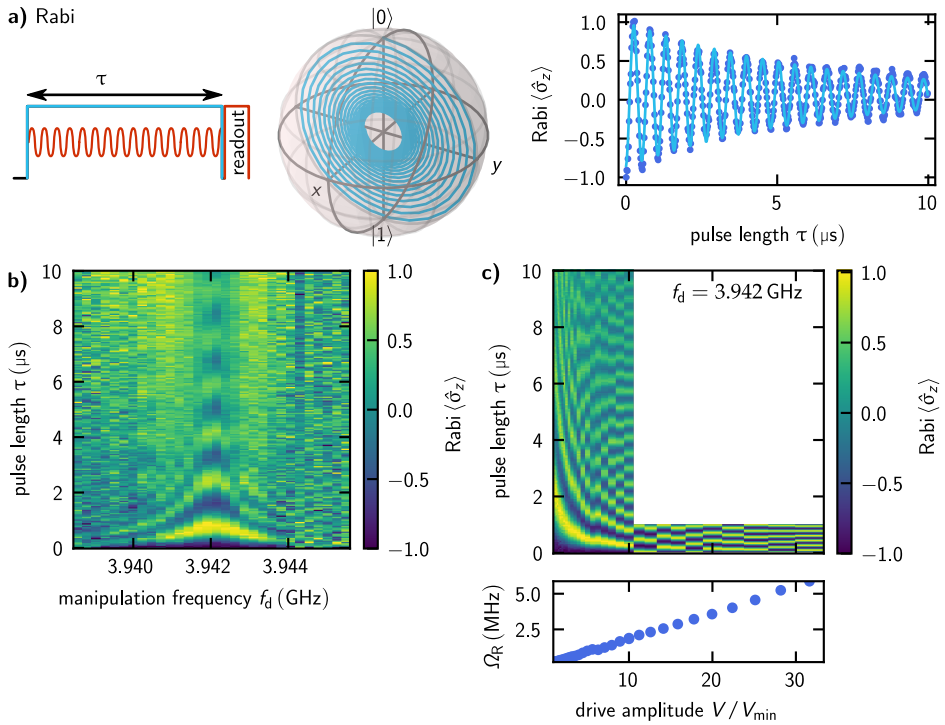 a) Rabi
τ
readout
|0⟩
x
y
|1⟩
Rabi ⟨σ̂z⟩
1.0
0.5
0.0
−0.5
−1.0
0
5
10
pulse length τ (μs)
b)
pulse length τ (μs)
10
8
6
4
2
0
3.940
3.942
3.944
manipulation frequency fd (GHz)
1.0
0.5
0.0
−0.5
−1.0
Rabi ⟨σ̂z⟩
c)
fd = 3.942 GHz
pulse length τ (μs)
10
8
6
4
2
0
1.0
0.5
0.0
−0.5
−1.0
Rabi ⟨σ̂z⟩
ΩR (MHz)
5.0
2.5
10
20
30
drive amplitude V / Vmin